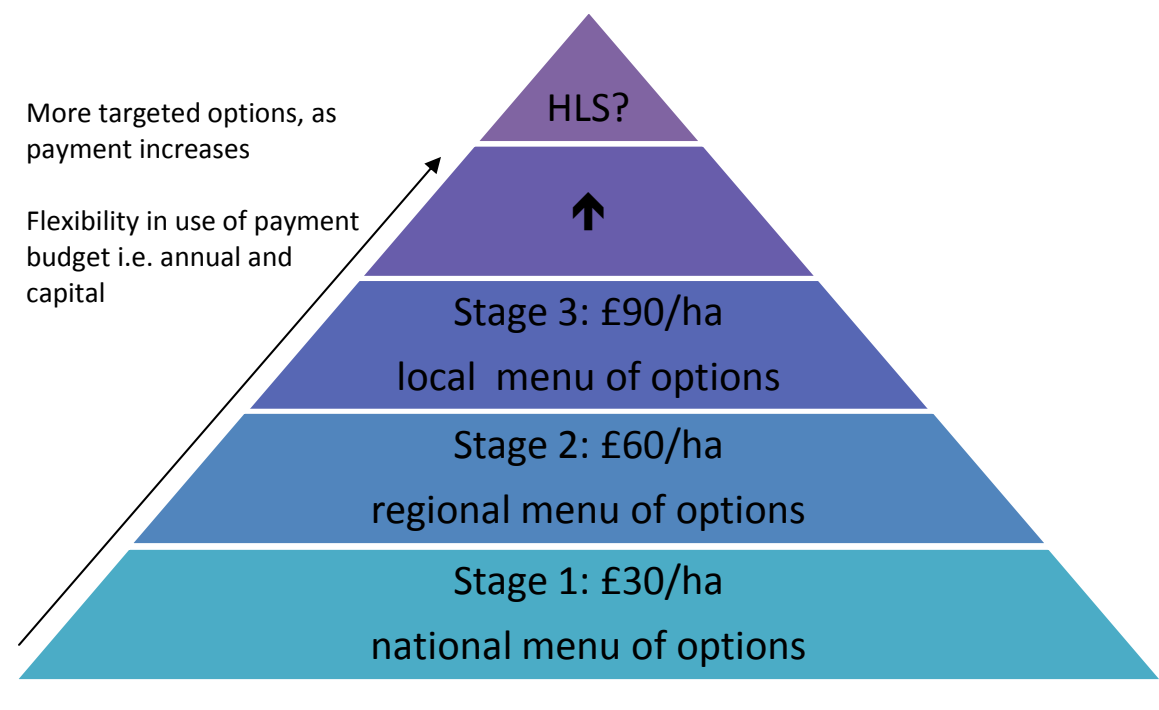 HLS?
More targeted options, as
payment increases
Flexibility in use of payment
budget i.e. annual and
capital
Stage 3: £90/ha
local menu of options
Stage 2: £60/ha
regional menu of options
Stage 1: £30/ha
national menu of options